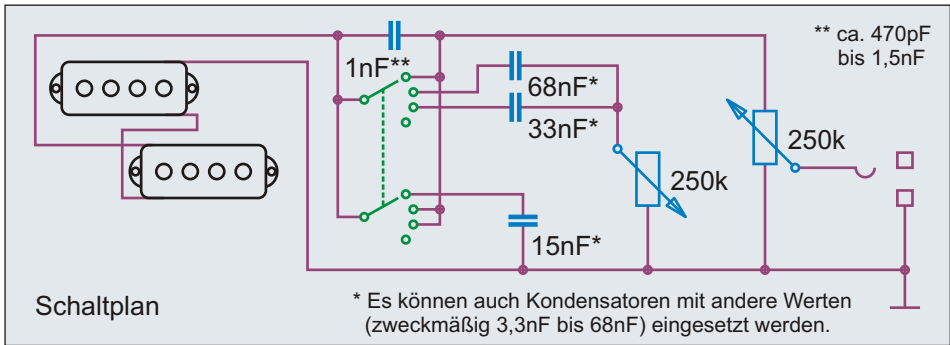 ** ca. 470pF
bis 1,5nF
1nF**
68nF*
33nF*
250k
250k
15nF*
Schaltplan
* Es können auch Kondensatoren mit andere Werten
(zweckmäßig 3,3nF bis 68nF) eingesetzt werden.